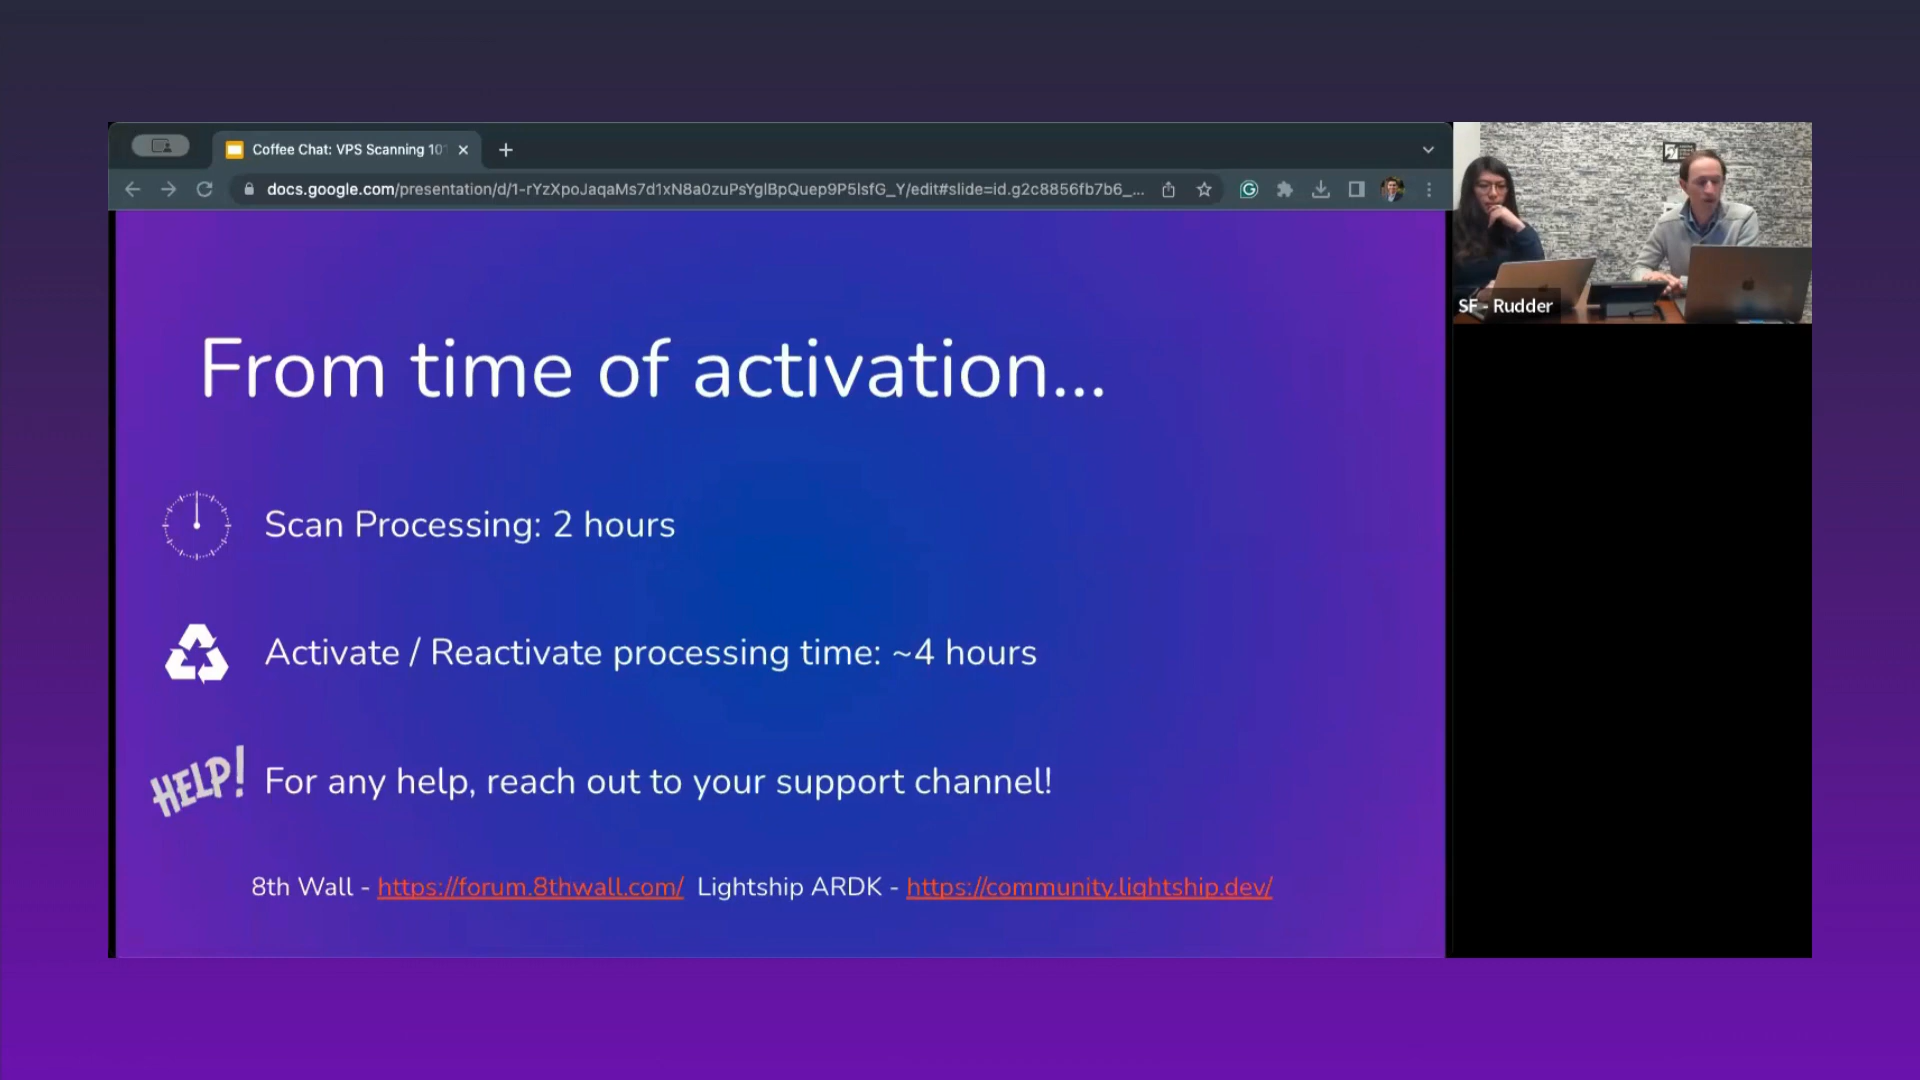 Coffee Chat: VPS Scanning 10
docs.google.com/presentation/d/1-rYzXpoJaqaMs7d1xN8a0zuPsYglBpQuep9P5lsfG_Y/edit#slide=id.g2c8856fb7b6_...
SF - Rudder
From time of activation...
Scan Processing: 2 hours
Activate / Reactivate processing time: ~4 hours
HELP! For any help, reach out to your support channel!
8th Wall - https://forum.8thwall.com/ Lightship ARDK - https://community.lightship.dev/